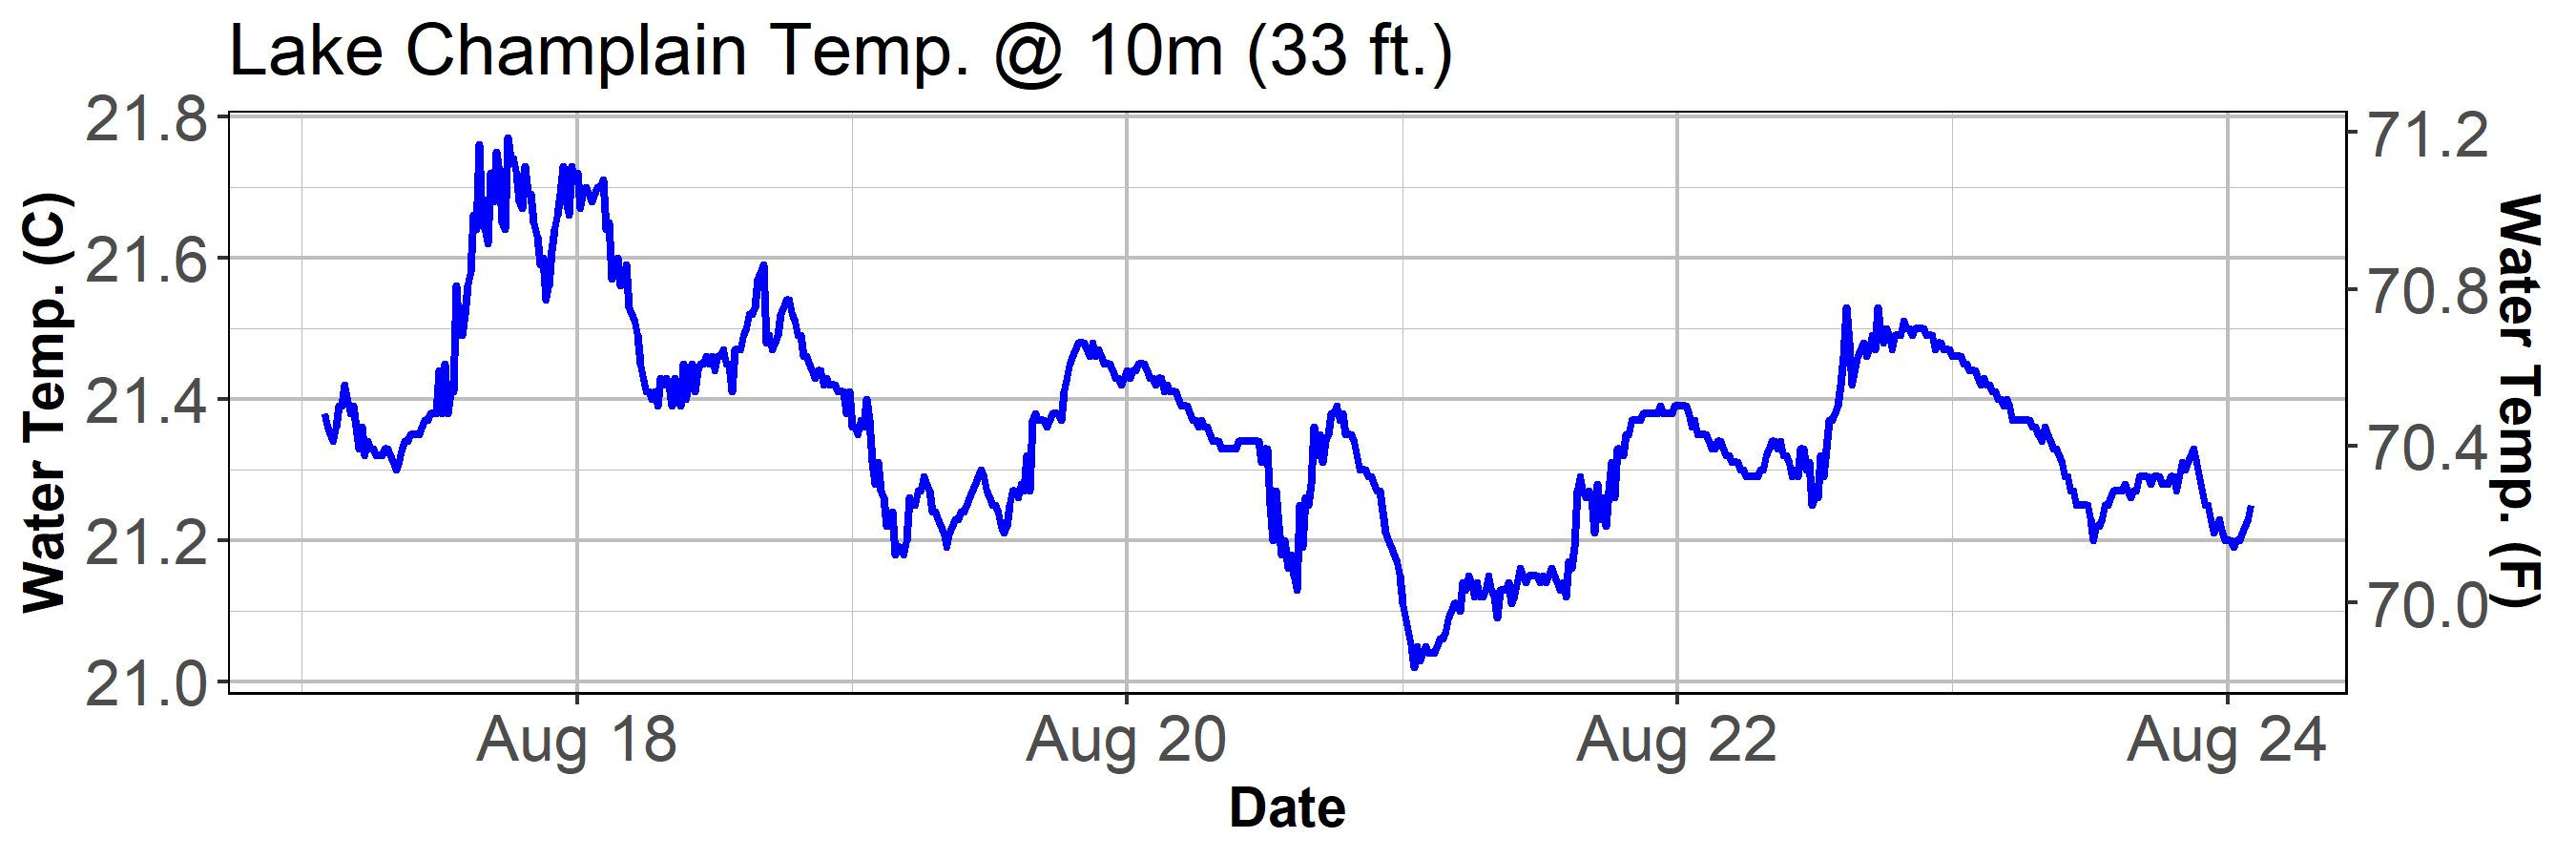 Lake Champlain Temp. @ 10m (33 ft.)
Water Temp. (C)
21.8
21.6
21.4
21.2
21.0
71.2
70.8
70.4
70.0
Water Temp. (F)
Aug 18
Aug 20
Aug 22
Aug 24
Date